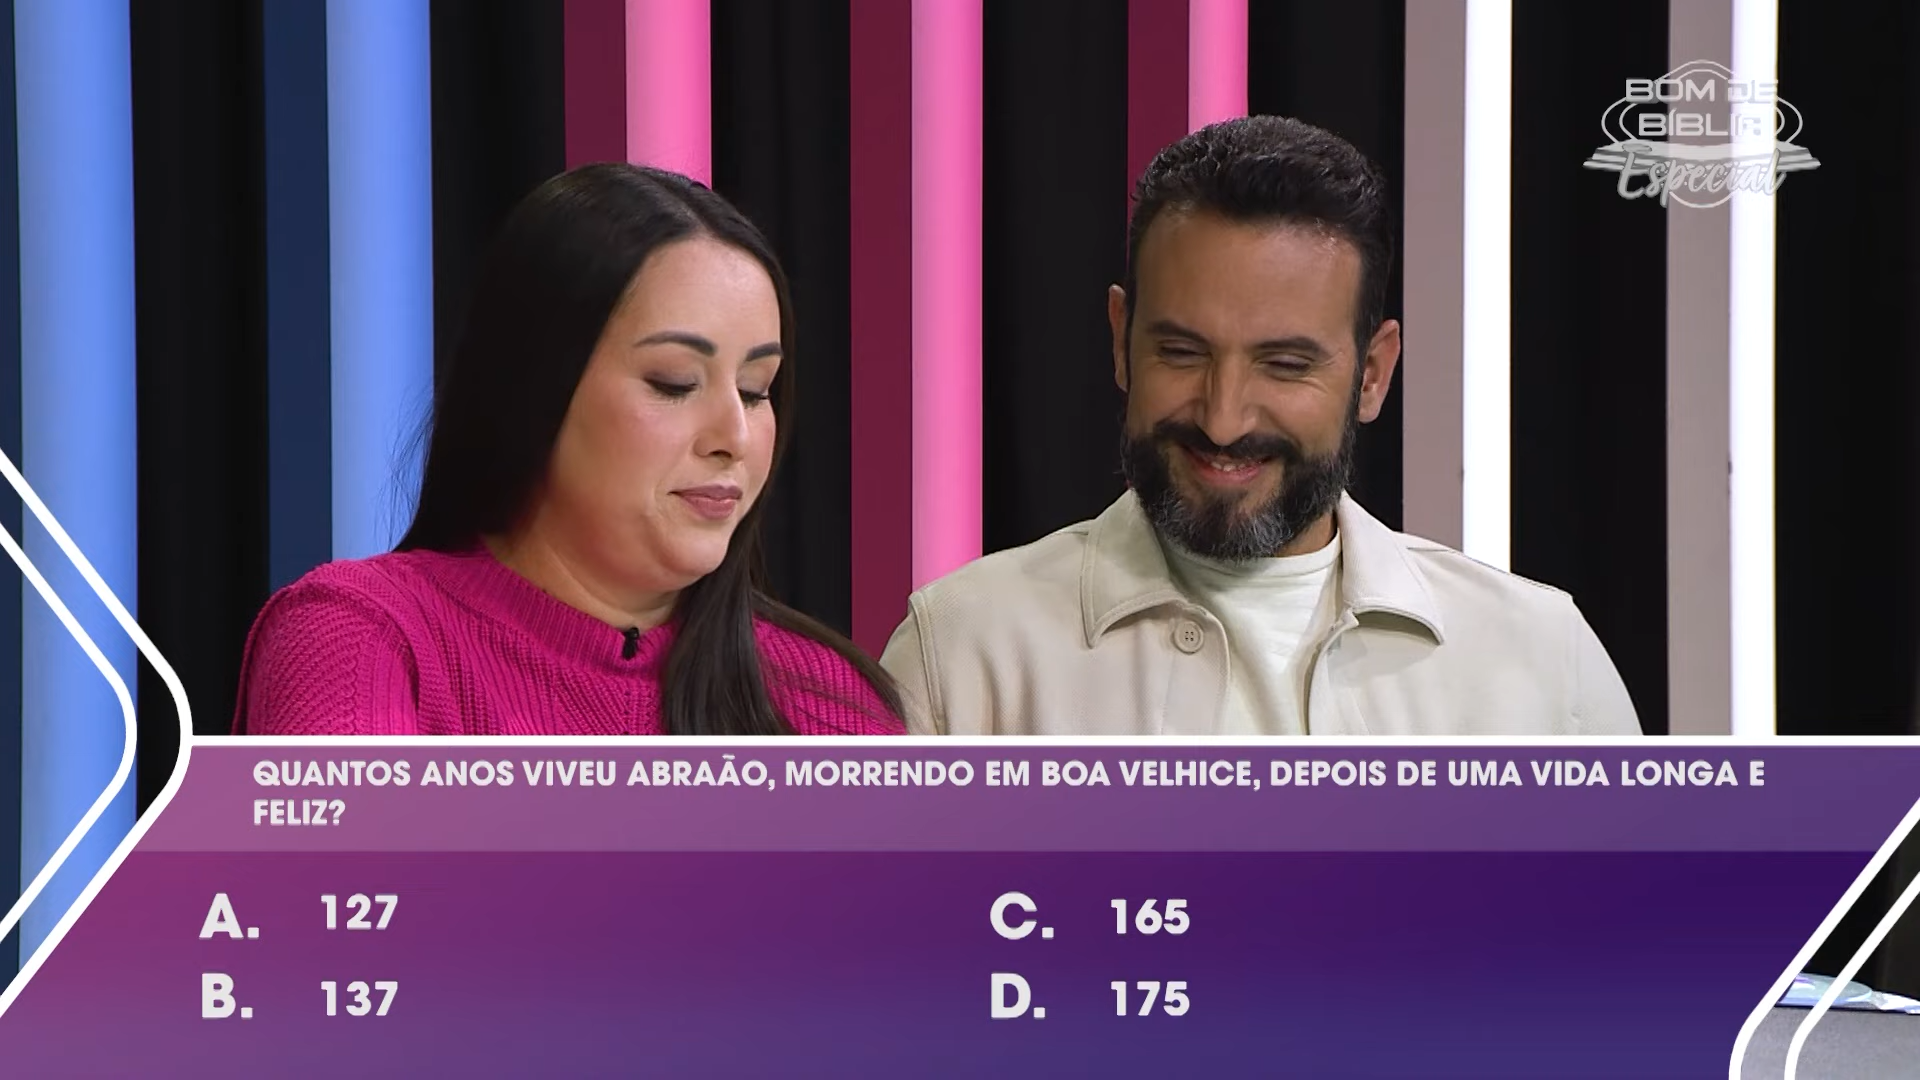 BOM DE
BÍBLIA
Especial
QUANTOS ANOS VIVEU ABRAÃO, MORRENDO EM BOA VELHICE, DEPOIS DE UMA VIDA LONGA E
FELIZ?
A. 127
C. 165
B. 137
D. 175